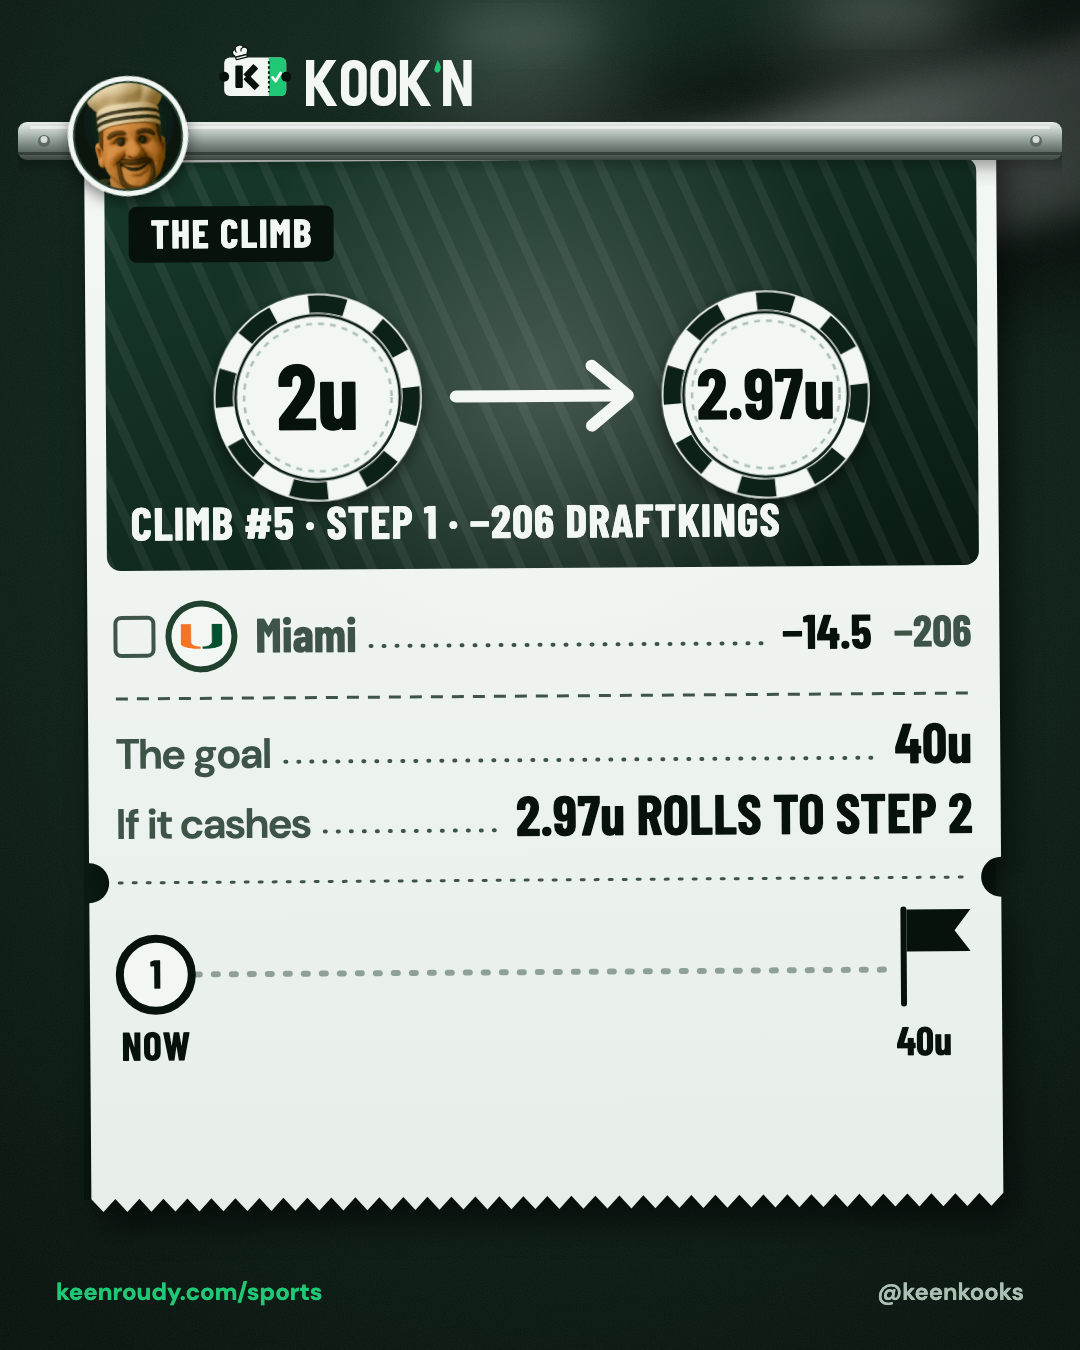 K KOOK'N
THE CLIMB
2u 2.97u
CLIMB #5 · STEP 1 · −206 DRAFTKINGS
U Miami −14.5 −206
The goal 40u
If it cashes 2.97u ROLLS TO STEP 2
1
NOW 40u
keenroudy.com/sports @keenkooks